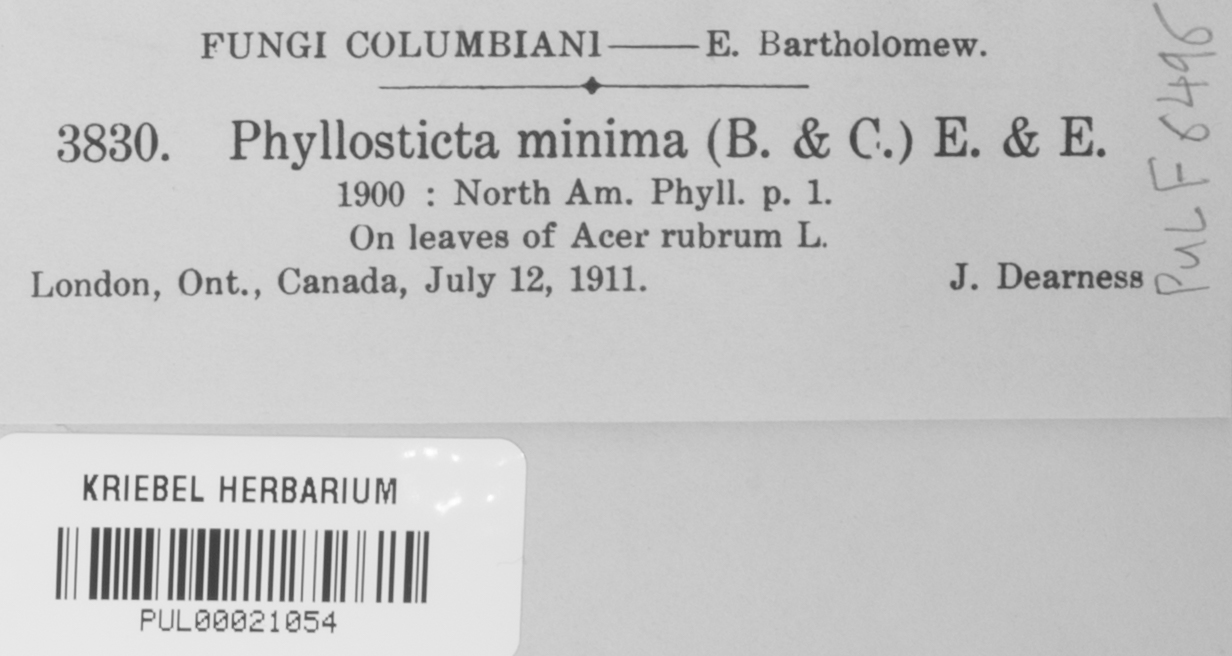 FUNGI COLUMBIANI——E. Bartholomew.
3830. Phyllosticta minima (B. & C.) E. & E.
1900 : North Am. Phyll. p. 1.
On leaves of Acer rubrum L.
London, Ont., Canada, July 12, 1911. J. Dearness
PUL F 6496
KRIEBEL HERBARIUM
PUL00021054